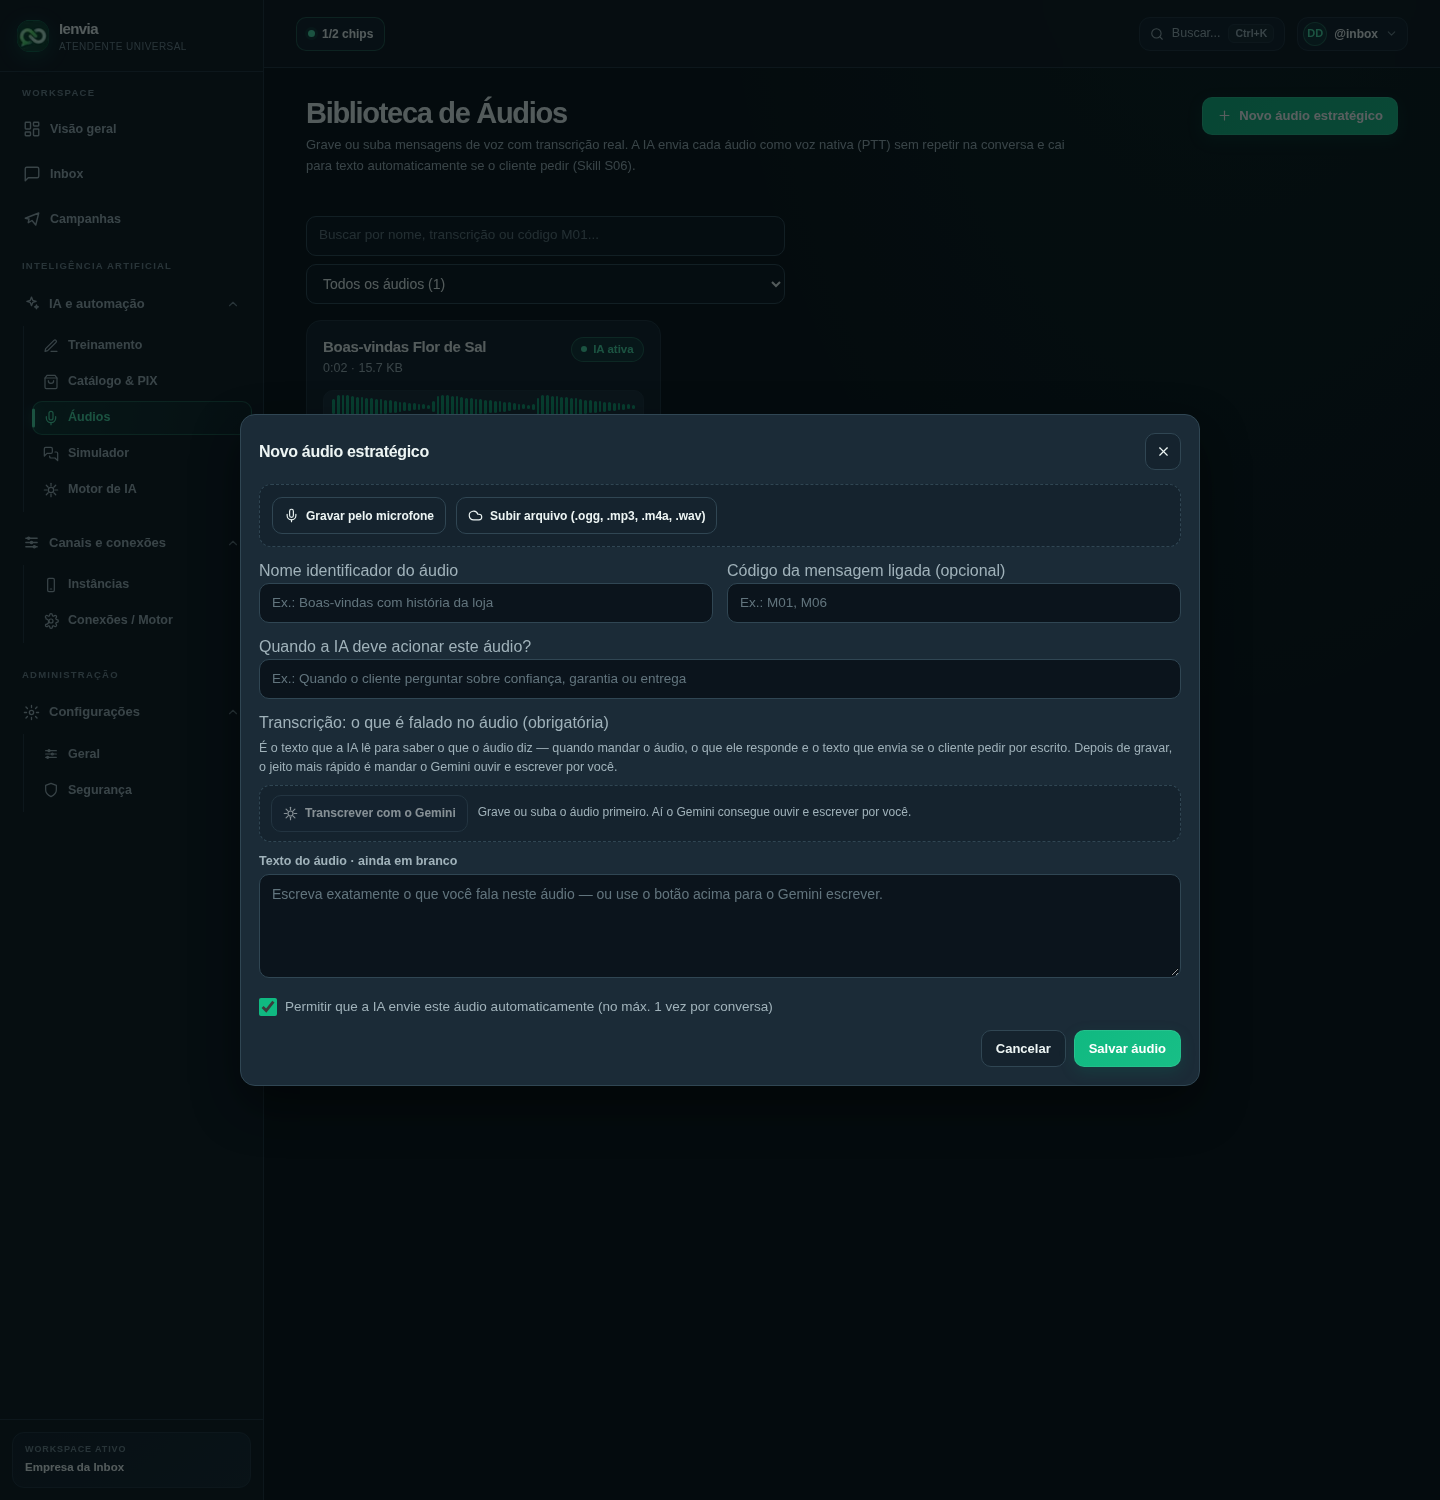 Ienvia
ATENDENTE UNIVERSAL
1/2 chips
Buscar...
Ctrl+K
DD
@inbox
WORKSPACE
Visão geral
Inbox
Campanhas
INTELIGÊNCIA ARTIFICIAL
IA e automação
Treinamento
Catálogo & PIX
Áudios
Simulador
Motor de IA
Canais e conexões
Instâncias
Conexões / Motor
ADMINISTRAÇÃO
Configurações
Geral
Segurança
WORKSPACE ATIVO
Empresa da Inbox
Biblioteca de Áudios
Grave ou suba mensagens de voz com transcrição real. A IA envia cada áudio como voz nativa (PTT) sem repetir na conversa e cai
para texto automaticamente se o cliente pedir (Skill S06).
Novo áudio estratégico
Buscar por nome, transcrição ou código M01...
Todos os áudios (1)
Boas-vindas Flor de Sal
IA ativa
0:02 · 15.7 KB
Novo áudio estratégico
Gravar pelo microfone
Subir arquivo (.ogg, .mp3, .m4a, .wav)
Nome identificador do áudio
Código da mensagem ligada (opcional)
Ex.: Boas-vindas com história da loja
Ex.: M01, M06
Quando a IA deve acionar este áudio?
Ex.: Quando o cliente perguntar sobre confiança, garantia ou entrega
Transcrição: o que é falado no áudio (obrigatória)
É o texto que a IA lê para saber o que o áudio diz — quando mandar o áudio, o que ele responde e o texto que envia se o cliente pedir por escrito. Depois de gravar,
o jeito mais rápido é mandar o Gemini ouvir e escrever por você.
Transcrever com o Gemini
Grave ou suba o áudio primeiro. Aí o Gemini consegue ouvir e escrever por você.
Texto do áudio · ainda em branco
Escreva exatamente o que você fala neste áudio — ou use o botão acima para o Gemini escrever.
Permitir que a IA envie este áudio automaticamente (no máx. 1 vez por conversa)
Cancelar
Salvar áudio